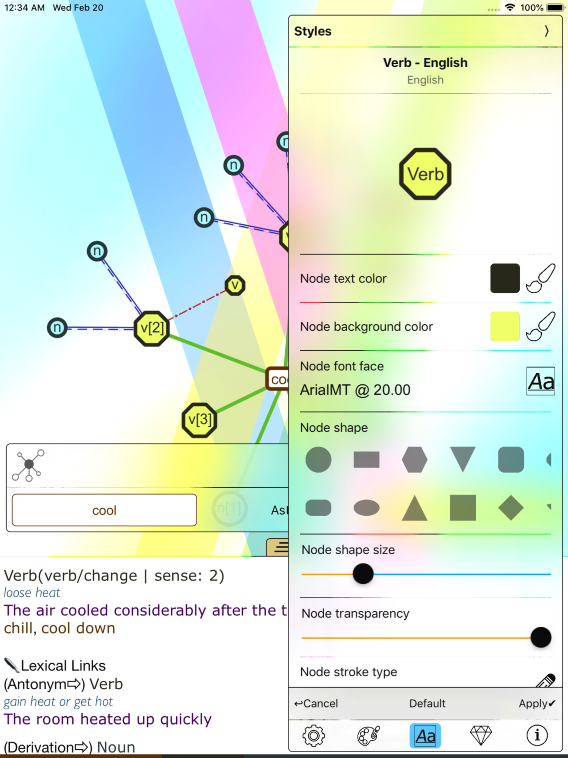 12:34 AM Wed Feb 20
100%
Styles
Verb - English
English
Verb
n
n
n
n
n
v
v[2]
v[3]
n[1]
Node text color
Node background color
Node font face
ArialMT @ 20.00
Aa
Node shape
cool
Node shape size
Node transparency
Node stroke type
Verb(verb/change | sense: 2)
loose heat
The air cooled considerably after the t
chill, cool down
Lexical Links
(Antonym⇨) Verb
gain heat or get hot
The room heated up quickly
(Derivation⇨) Noun
↩Cancel
Default
Apply✔
Aa